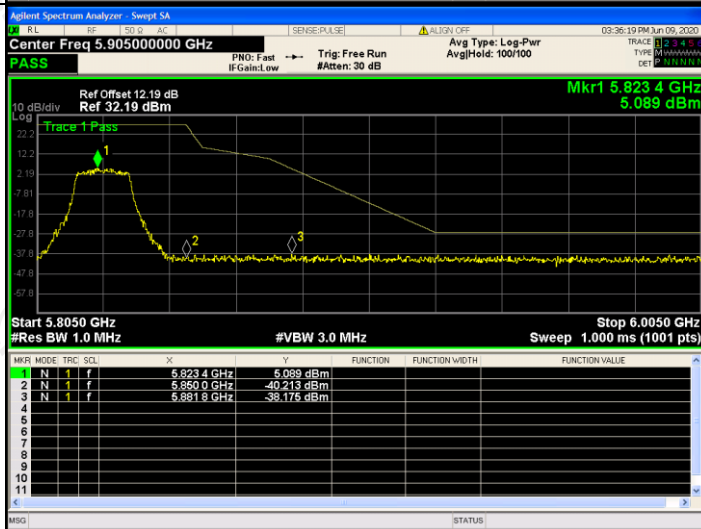 Agilent Spectrum Analyzer - Swept SA
RL RF 50 Ω AC SENSE:PULSE ALIGN OFF 03:36:19 PM Jun 09, 2020
Center Freq 5.905000000 GHz Avg Type: Log-Pwr TRACE 1 2 3 4 5 6
PASS PNO: Fast Trig: Free Run Avg|Hold: 100/100 TYPE M
IFGain:Low #Atten: 30 dB DET P N N N N N
Mkr1 5.823 4 GHz
5.089 dBm
Ref Offset 12.19 dB
10 dB/div Ref 32.19 dBm
Log
Trace 1 Pass
22.2
12.2
2.19
-7.81
-17.8
-27.8
-37.8
-47.8
-57.8
1
2
3
Start 5.8050 GHz Stop 6.0050 GHz
#Res BW 1.0 MHz #VBW 3.0 MHz Sweep 1.000 ms (1001 pts)
MKR MODE TRC SCL X Y FUNCTION FUNCTION WIDTH FUNCTION VALUE
1 N 1 f 5.823 4 GHz 5.089 dBm
2 N 1 f 5.850 0 GHz -40.213 dBm
3 N 1 f 5.881 8 GHz -38.175 dBm
4
5
6
7
8
9
10
11
MSG STATUS